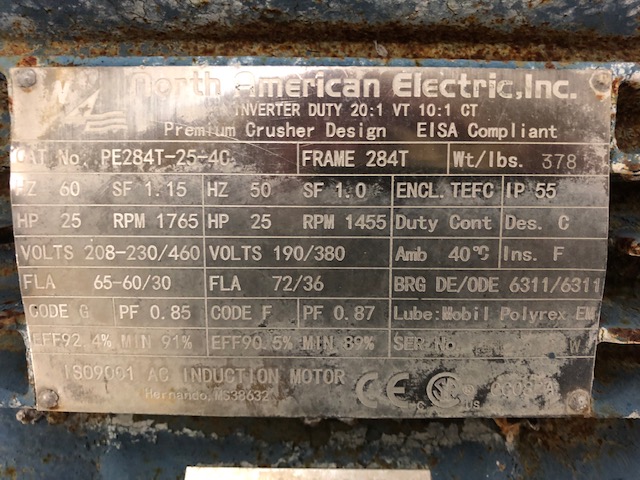 North American Electric, Inc.
INVERTER DUTY 20:1 VT 10:1 CT
Premium Crusher Design EISA Compliant
CAT No. PE284T-25-4C FRAME 284T Wt/lbs. 378
HZ 60 SF 1.15 HZ 50 SF 1.0 ENCL. TEFC IP 55
HP 25 RPM 1765 HP 25 RPM 1455 Duty Cont Des. C
VOLTS 208-230/460 VOLTS 190/380 Amb 40℃ Ins. F
FLA 65-60/30 FLA 72/36 BRG DE/ODE 6311/6311
CODE G PF 0.85 CODE F PF 0.87 Lube:Mobil Polyrex EM
EFF92.4% MIN 91% EFF90.5% MIN 89% SER No.
ISO9001 AC INDUCTION MOTOR CE
Hernando, MS38632 C US